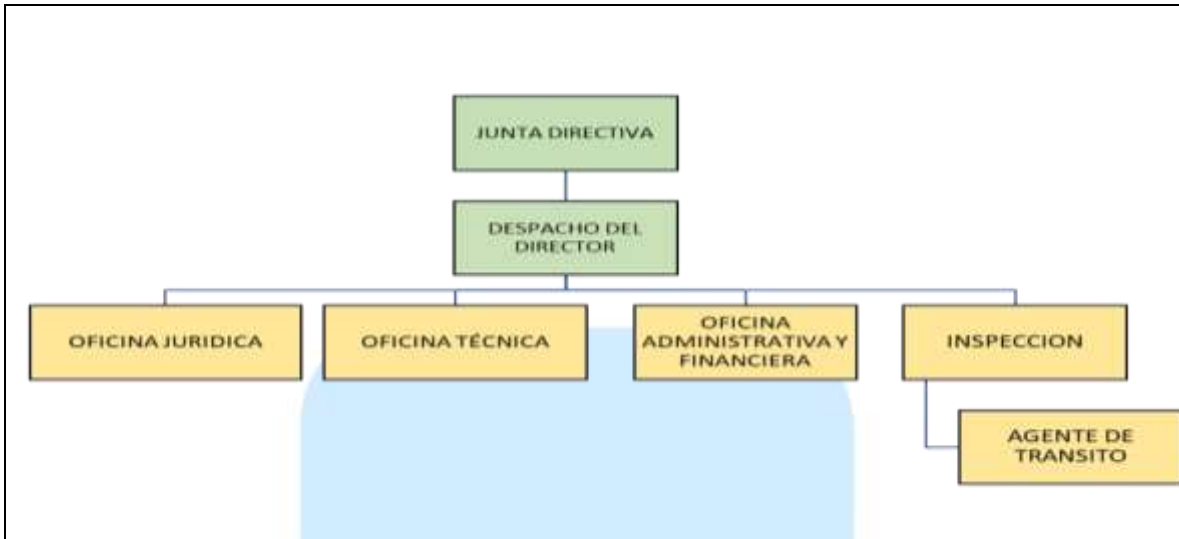 JUNTA DIRECTIVA
DESPACHO DEL
DIRECTOR
OFICINA JURIDICA
OFICINA TÉCNICA
OFICINA
ADMINISTRATIVA Y
FINANCIERA
INSPECCION
AGENTE DE
TRANSITO